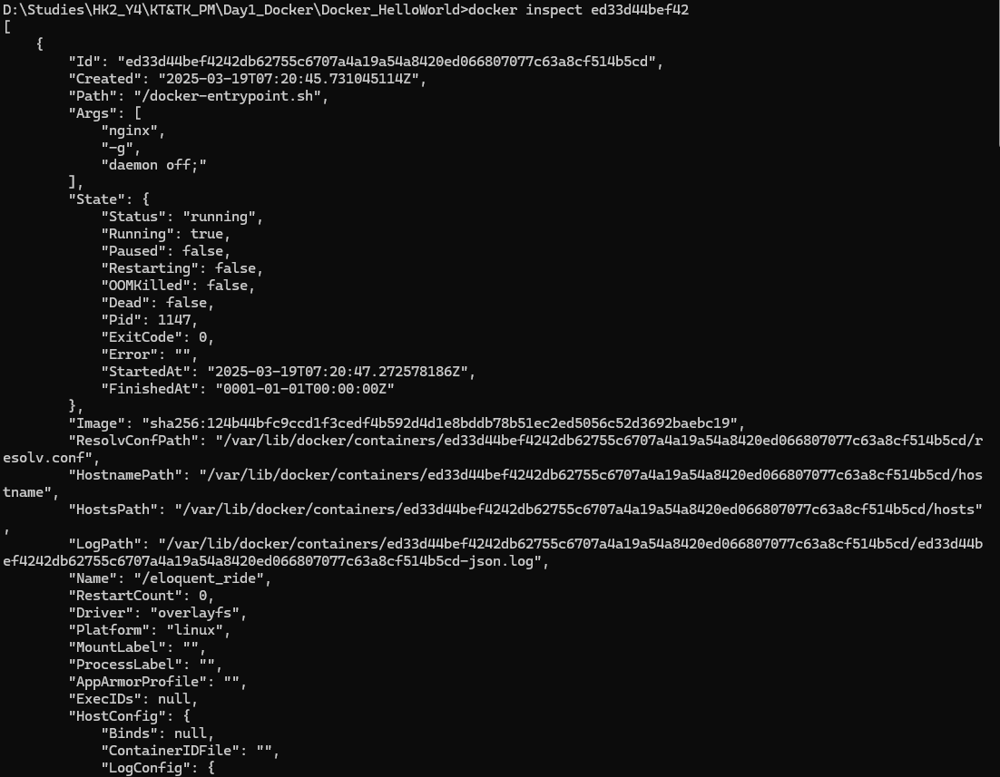 D:\Studies\HK2_Y4\KT&TK_PM\Day1_Docker\Docker_HelloWorld>docker inspect ed33d44bef42
[
    {
        "Id": "ed33d44bef4242db62755c6707a4a19a54a8420ed066807077c63a8cf514b5cd",
        "Created": "2025-03-19T07:20:45.731045114Z",
        "Path": "/docker-entrypoint.sh",
        "Args": [
            "nginx",
            "-g",
            "daemon off;"
        ],
        "State": {
            "Status": "running",
            "Running": true,
            "Paused": false,
            "Restarting": false,
            "OOMKilled": false,
            "Dead": false,
            "Pid": 1147,
            "ExitCode": 0,
            "Error": "",
            "StartedAt": "2025-03-19T07:20:47.272578186Z",
            "FinishedAt": "0001-01-01T00:00:00Z"
        },
        "Image": "sha256:124b44bfc9ccd1f3cedf4b592d4d1e8bddb78b51ec2ed5056c52d3692baebc19",
        "ResolvConfPath": "/var/lib/docker/containers/ed33d44bef4242db62755c6707a4a19a54a8420ed066807077c63a8cf514b5cd/r
esolv.conf",
        "HostnamePath": "/var/lib/docker/containers/ed33d44bef4242db62755c6707a4a19a54a8420ed066807077c63a8cf514b5cd/hos
tname",
        "HostsPath": "/var/lib/docker/containers/ed33d44bef4242db62755c6707a4a19a54a8420ed066807077c63a8cf514b5cd/hosts"
,
        "LogPath": "/var/lib/docker/containers/ed33d44bef4242db62755c6707a4a19a54a8420ed066807077c63a8cf514b5cd/ed33d44b
ef4242db62755c6707a4a19a54a8420ed066807077c63a8cf514b5cd-json.log",
        "Name": "/eloquent_ride",
        "RestartCount": 0,
        "Driver": "overlayfs",
        "Platform": "linux",
        "MountLabel": "",
        "ProcessLabel": "",
        "AppArmorProfile": "",
        "ExecIDs": null,
        "HostConfig": {
            "Binds": null,
            "ContainerIDFile": "",
            "LogConfig": {